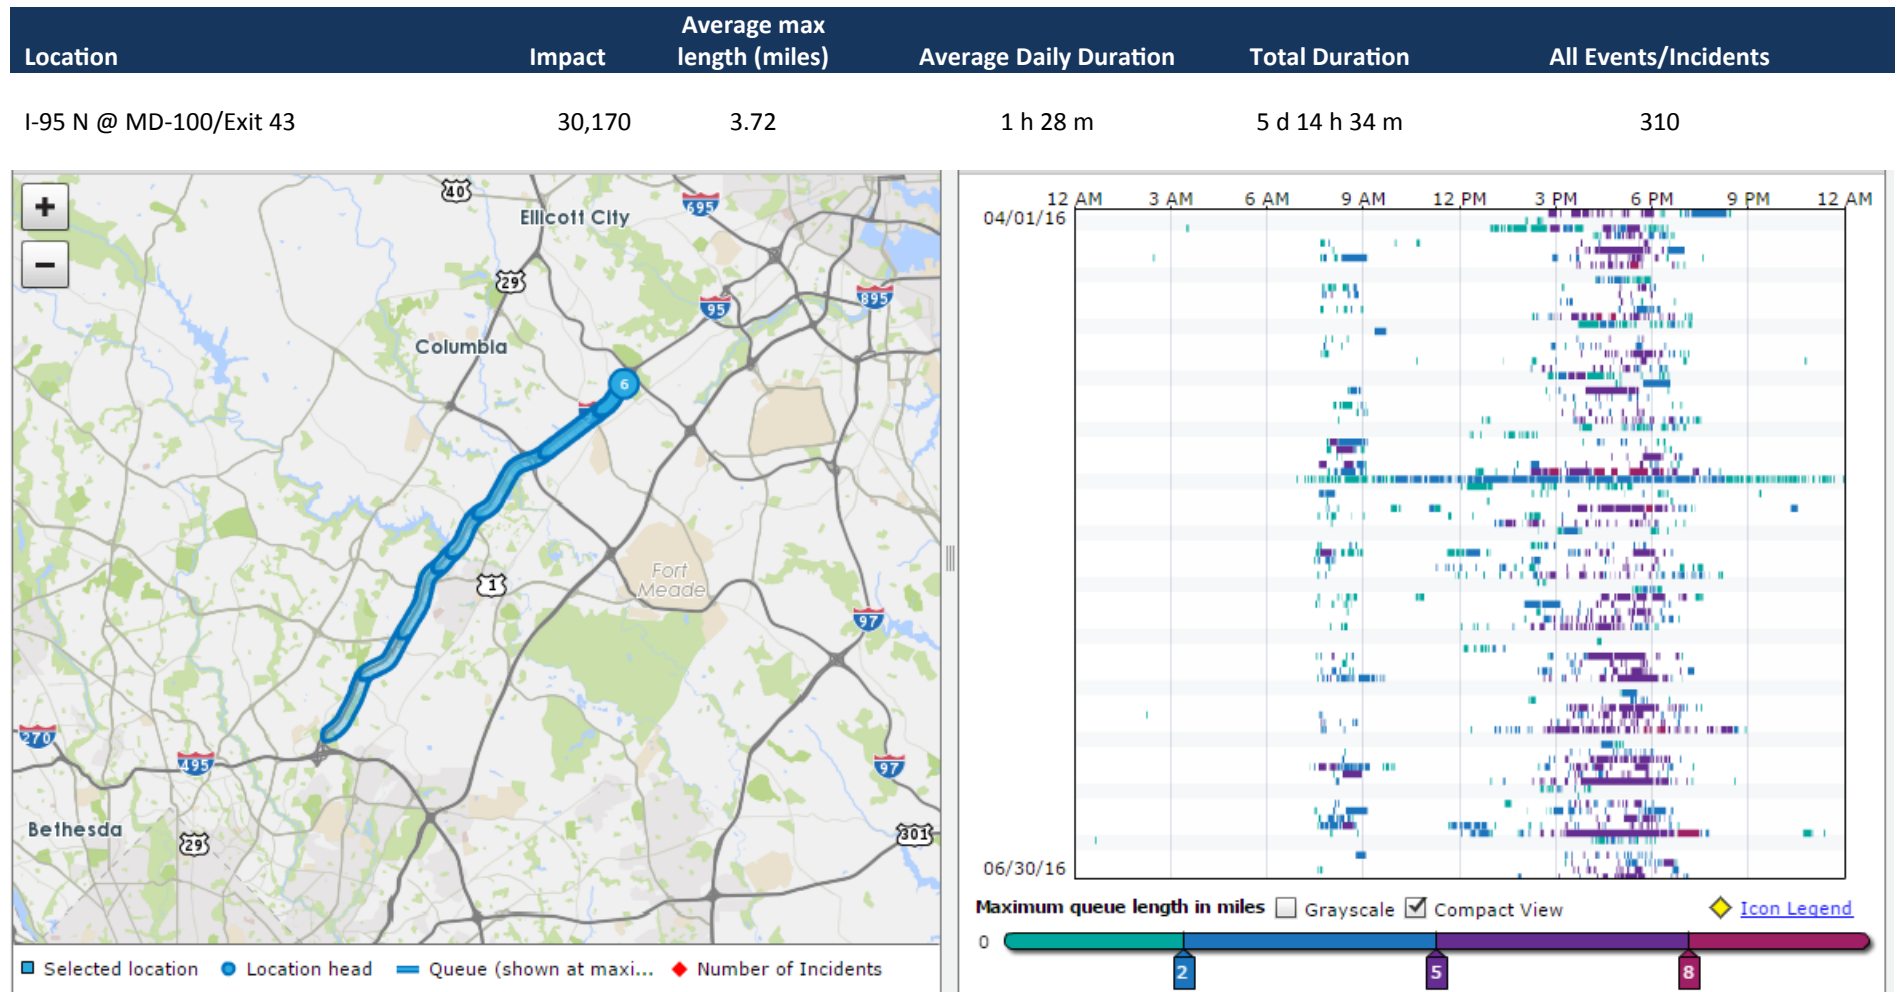 Location Impact Average max length (miles) Average Daily Duration Total Duration All Events/Incidents
I-95 N @ MD-100/Exit 43 30,170 3.72 1 h 28 m 5 d 14 h 34 m 310
+
−
40
Ellicott City
695
29
95
895
Columbia
6
1
Fort
Meade
97
270
495
97
Bethesda
29
301
Selected location Location head Queue (shown at maxi... Number of Incidents
12 AM 3 AM 6 AM 9 AM 12 PM 3 PM 6 PM 9 PM 12 AM
04/01/16
06/30/16
Maximum queue length in miles Grayscale Compact View Icon Legend
0
2 5 8